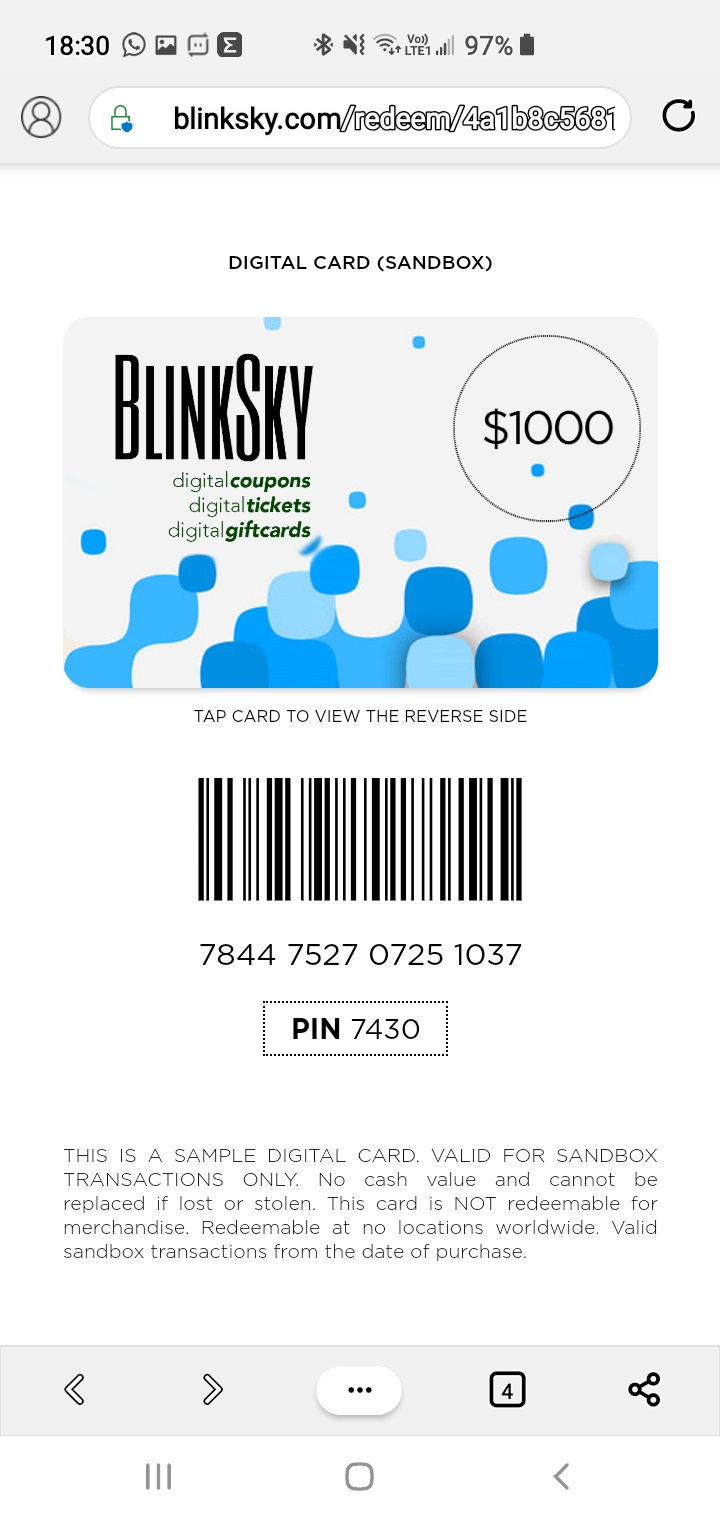 18:30 Vo)) LTE1 97%
blinksky.com/redeem/4a1b8c5681
DIGITAL CARD (SANDBOX)
BLINKSKY
$1000
digitalcoupons
digitaltickets
digitalgiftcards
TAP CARD TO VIEW THE REVERSE SIDE
7844 7527 0725 1037
PIN 7430
THIS IS A SAMPLE DIGITAL CARD. VALID FOR SANDBOX
TRANSACTIONS ONLY. No cash value and cannot be
replaced if lost or stolen. This card is NOT redeemable for
merchandise. Redeemable at no locations worldwide. Valid
sandbox transactions from the date of purchase.
4